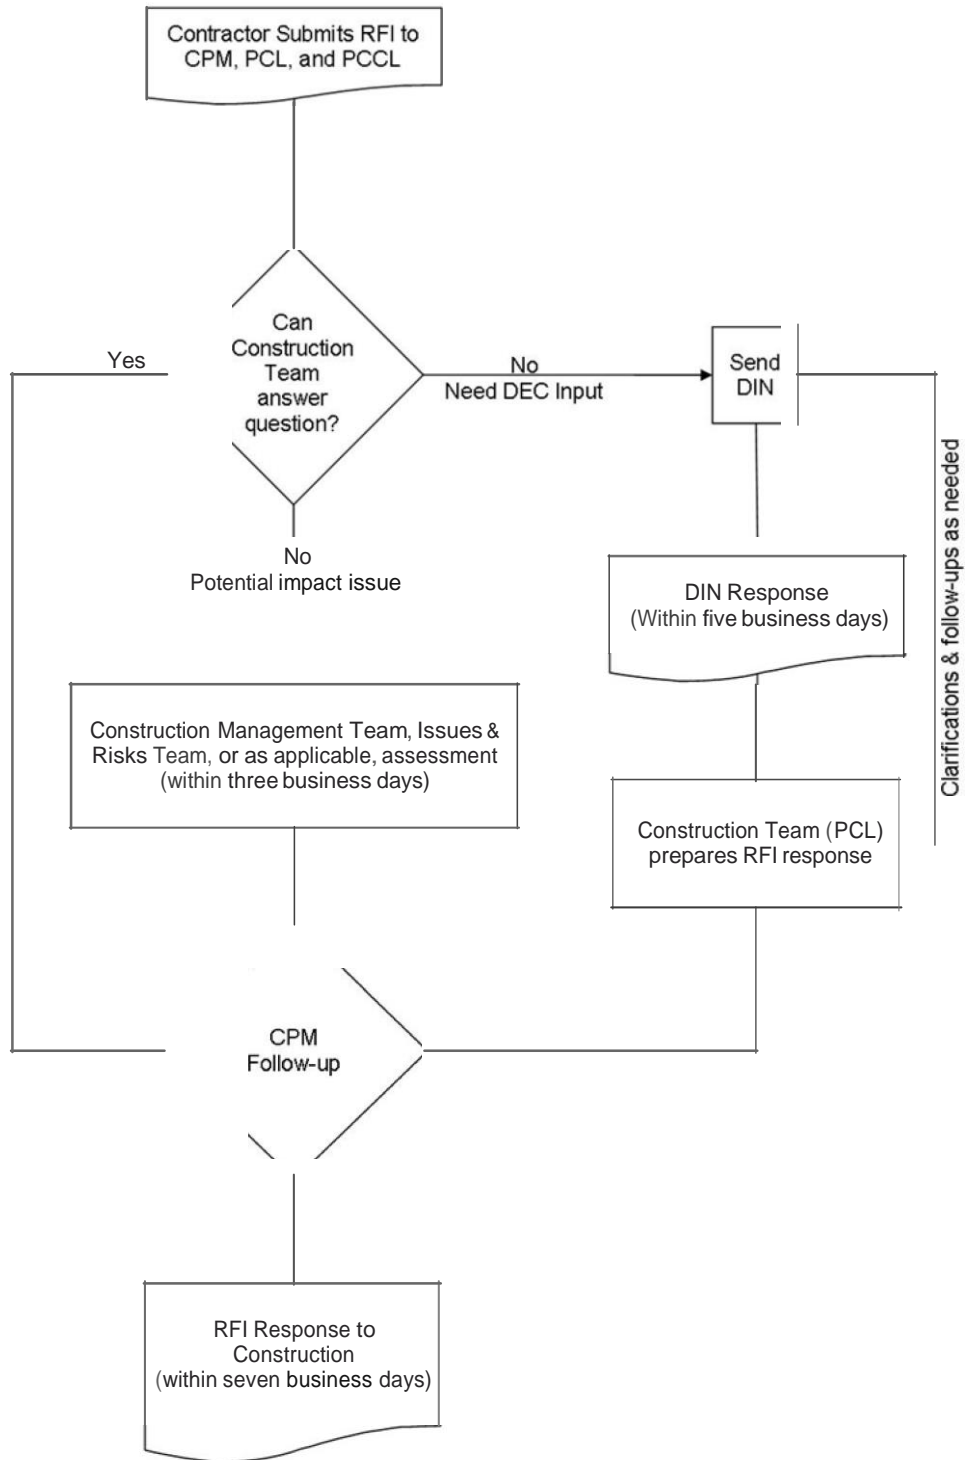 Contractor Submits RFI to
CPM, PCL, and PCCL
Can
Construction
Team
answer
question?
Yes
No
Need DEC Input
Send
DIN
No
Potential impact issue
DIN Response
(Within five business days)
Clarifications & follow-ups as needed
Construction Management Team, Issues &
Risks Team, or as applicable, assessment
(within three business days)
Construction Team (PCL)
prepares RFI response
CPM
Follow-up
RFI Response to
Construction
(within seven business days)